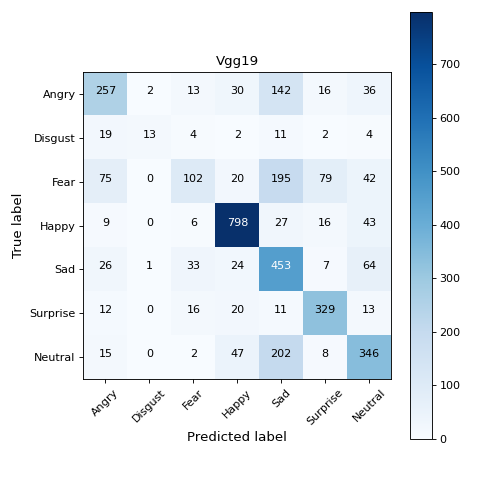 Vgg19
True label
Angry 257 2 13 30 142 16 36
Disgust 19 13 4 2 11 2 4
Fear 75 0 102 20 195 79 42
Happy 9 0 6 798 27 16 43
Sad 26 1 33 24 453 7 64
Surprise 12 0 16 20 11 329 13
Neutral 15 0 2 47 202 8 346
Angry Disgust Fear Happy Sad Surprise Neutral
Predicted label
700
600
500
400
300
200
100
0